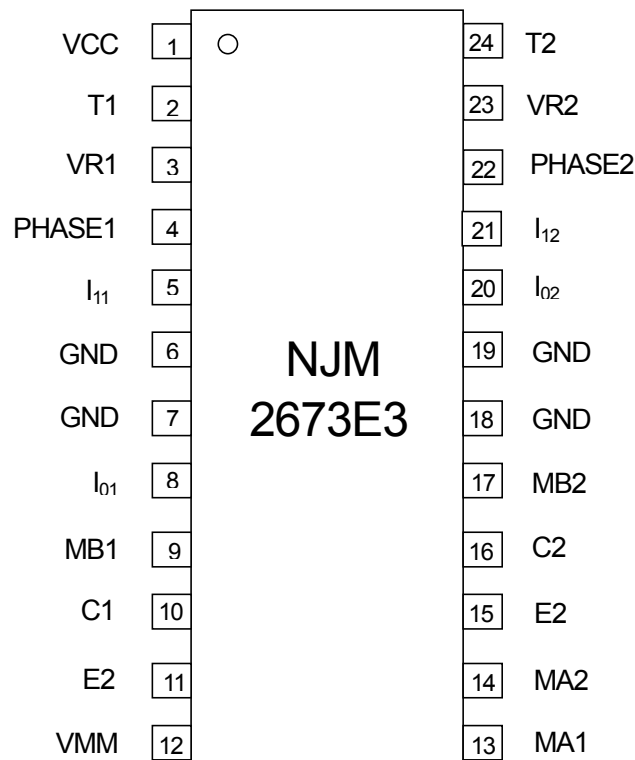 VCC 1 24 T2
T1 2 23 VR2
VR1 3 22 PHASE2
PHASE1 4 21 I₁₂
I₁₁ 5 20 I₀₂
GND 6 NJM 19 GND
GND 7 2673E3 18 GND
I₀₁ 8 17 MB2
MB1 9 16 C2
C1 10 15 E2
E2 11 14 MA2
VMM 12 13 MA1